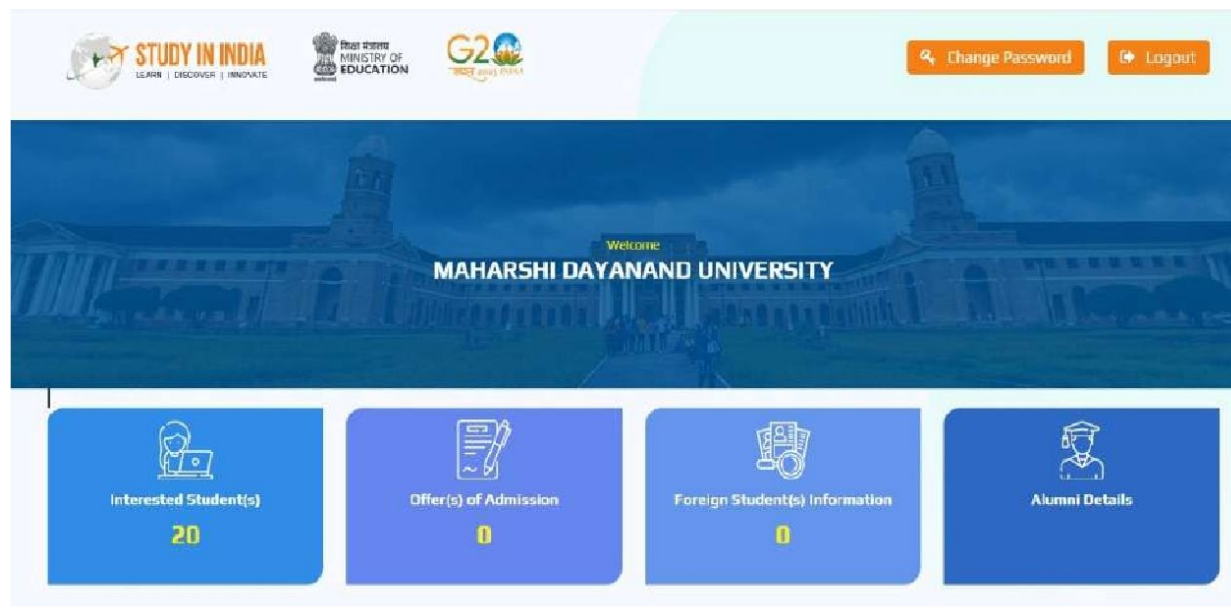 STUDY IN INDIA
LEARN | DISCOVER | INNOVATE
शिक्षा मंत्रालय
MINISTRY OF
EDUCATION
G20
Change Password
Logout
Welcome
MAHARSHI DAYANAND UNIVERSITY
Interested Student(s)
20
Offer(s) of Admission
0
Foreign Student(s) Information
0
Alumni Details